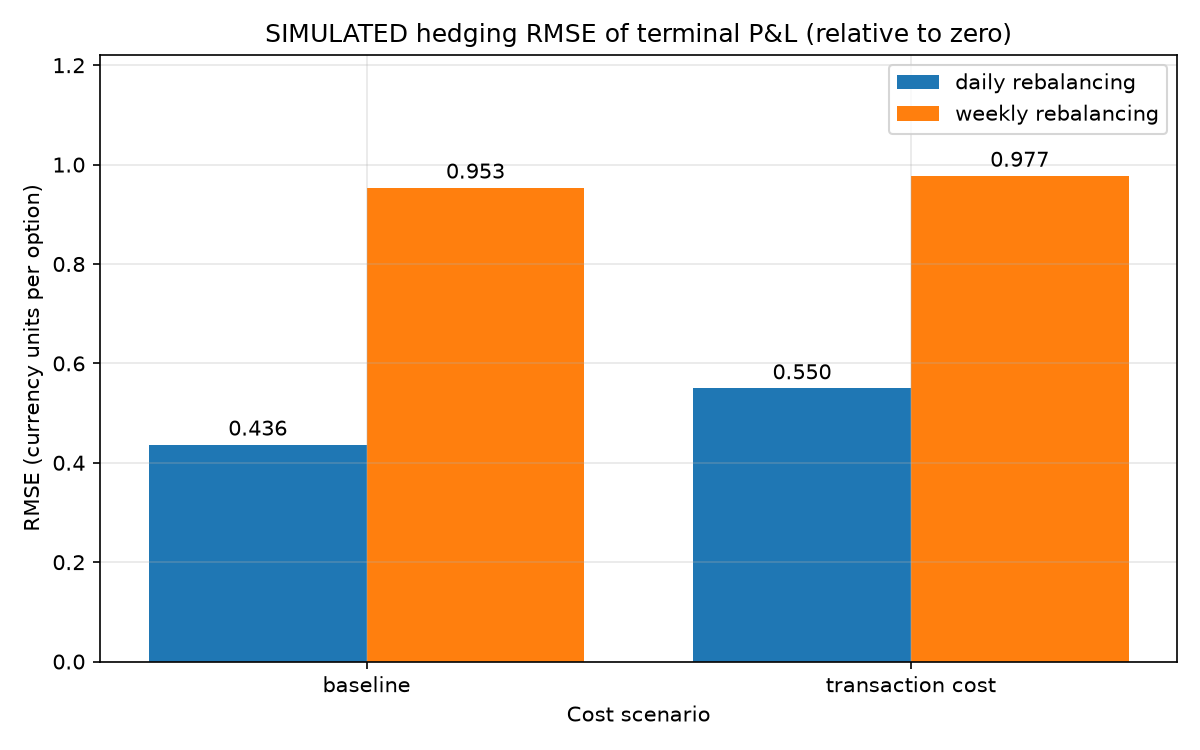 SIMULATED hedging RMSE of terminal P&L (relative to zero)
RMSE (currency units per option)
1.2
1.0
0.8
0.6
0.4
0.2
0.0
daily rebalancing
weekly rebalancing
0.436
0.953
0.550
0.977
baseline
transaction cost
Cost scenario